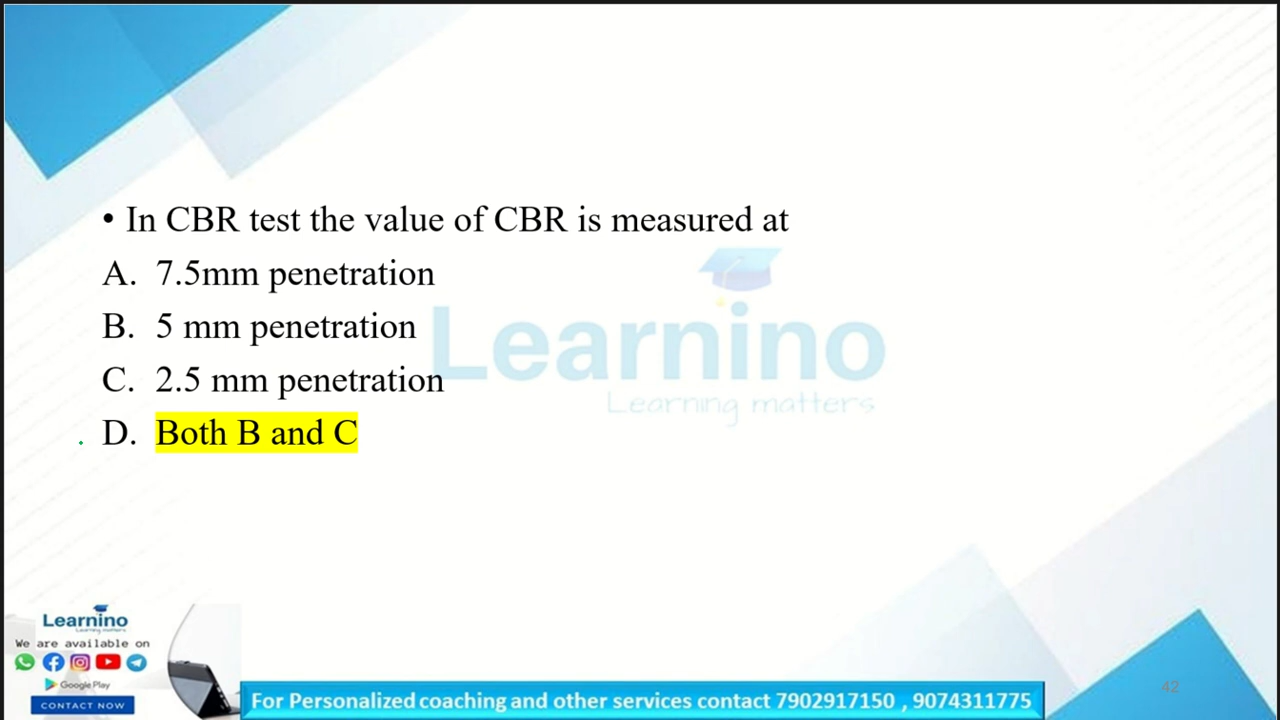 • In CBR test the value of CBR is measured at
A. 7.5mm penetration
B. 5 mm penetration
C. 2.5 mm penetration
D. Both B and C
Learnino
Learning matters
Learnino
Learning matters
We are available on
Google Play
CONTACT NOW
For Personalized coaching and other services contact 7902917150 , 9074311775
42